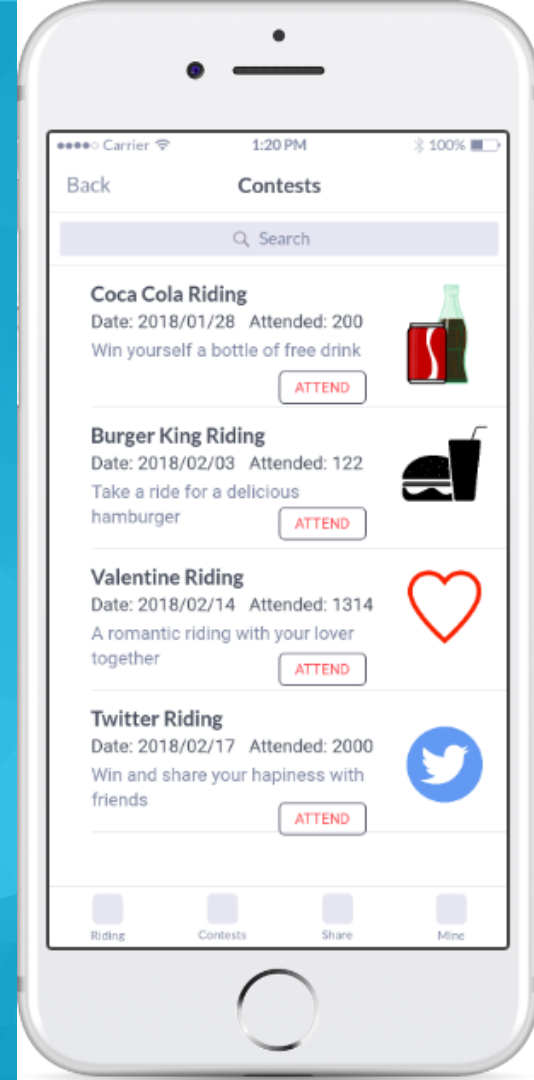 Carrier 1:20 PM 100%
Back Contests
Search
Coca Cola Riding
Date: 2018/01/28 Attended: 200
Win yourself a bottle of free drink
ATTEND
Burger King Riding
Date: 2018/02/03 Attended: 122
Take a ride for a delicious
hamburger
ATTEND
Valentine Riding
Date: 2018/02/14 Attended: 1314
A romantic riding with your lover
together
ATTEND
Twitter Riding
Date: 2018/02/17 Attended: 2000
Win and share your hapiness with
friends
ATTEND
Riding Contests Share Mine